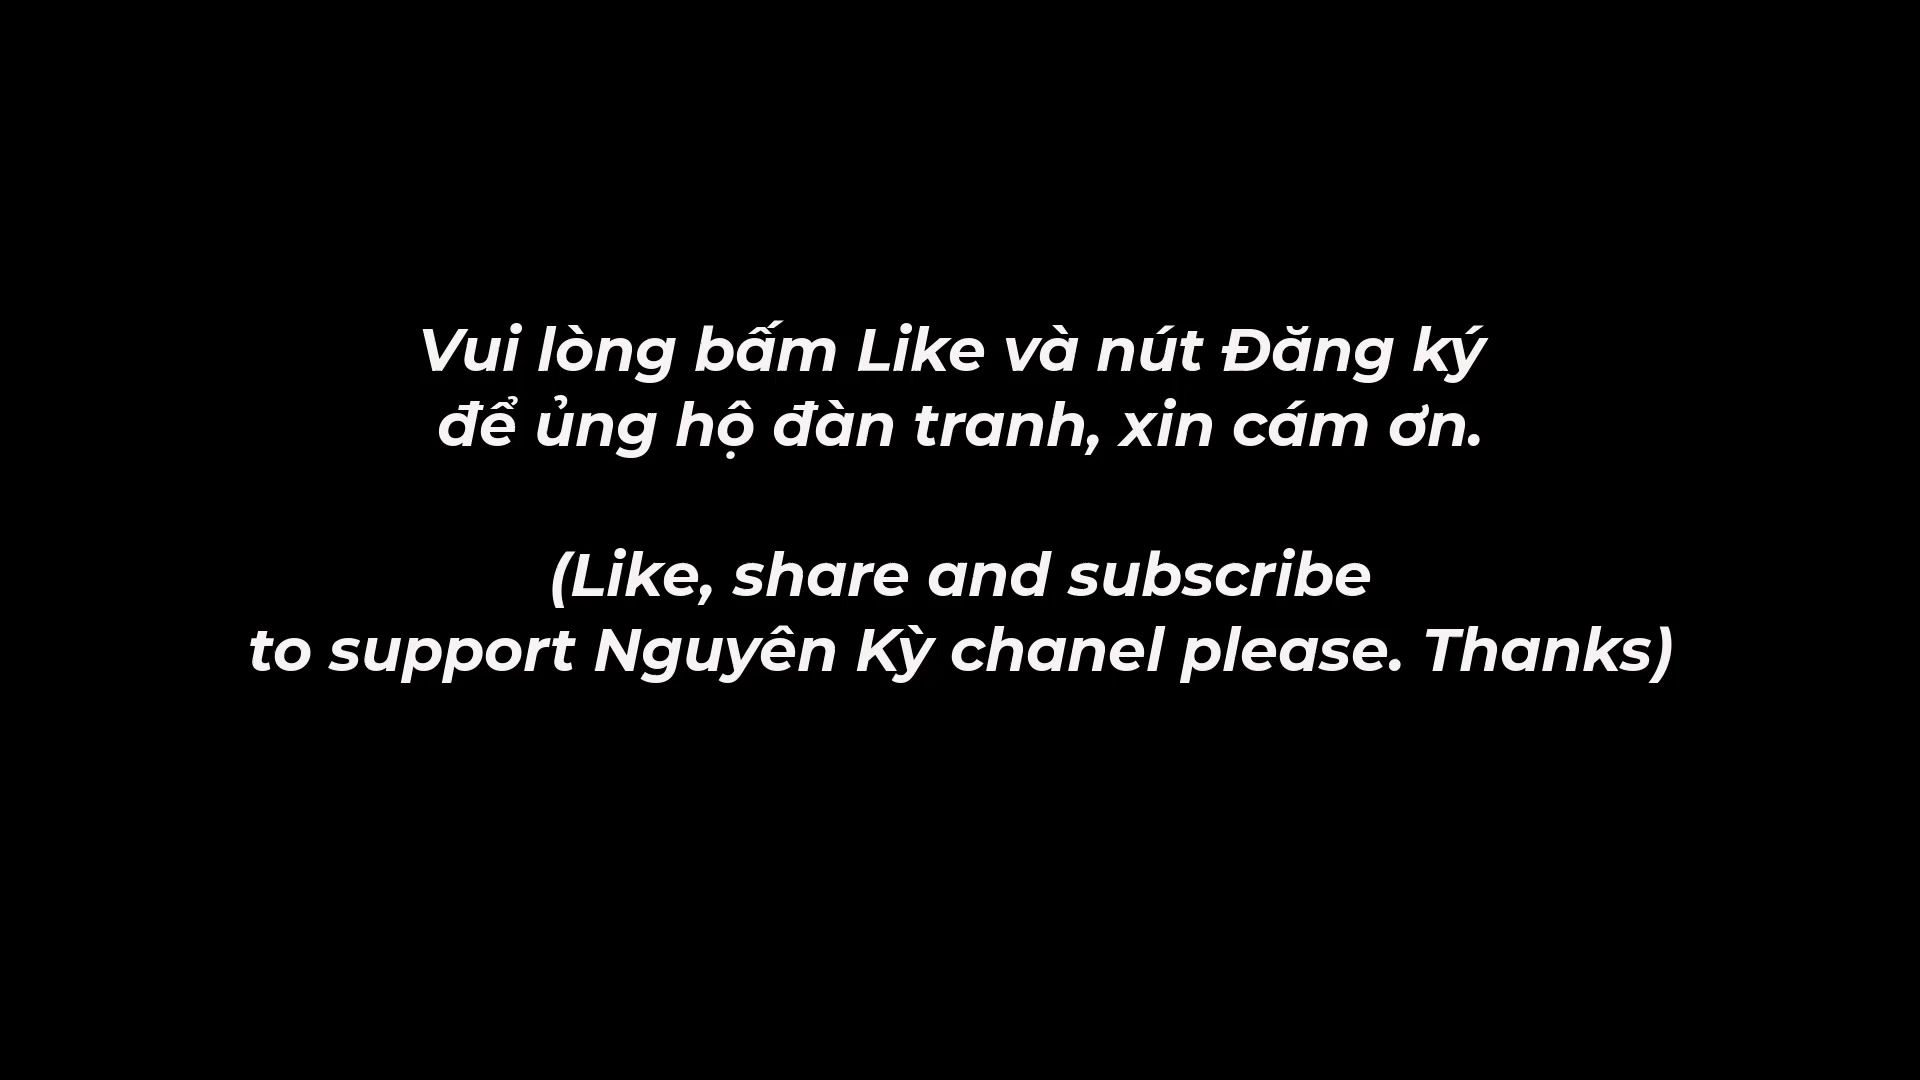 Vui lòng bấm Like và nút Đăng ký
để ủng hộ đàn tranh, xin cám ơn.
(Like, share and subscribe
to support Nguyên Kỳ chanel please. Thanks)